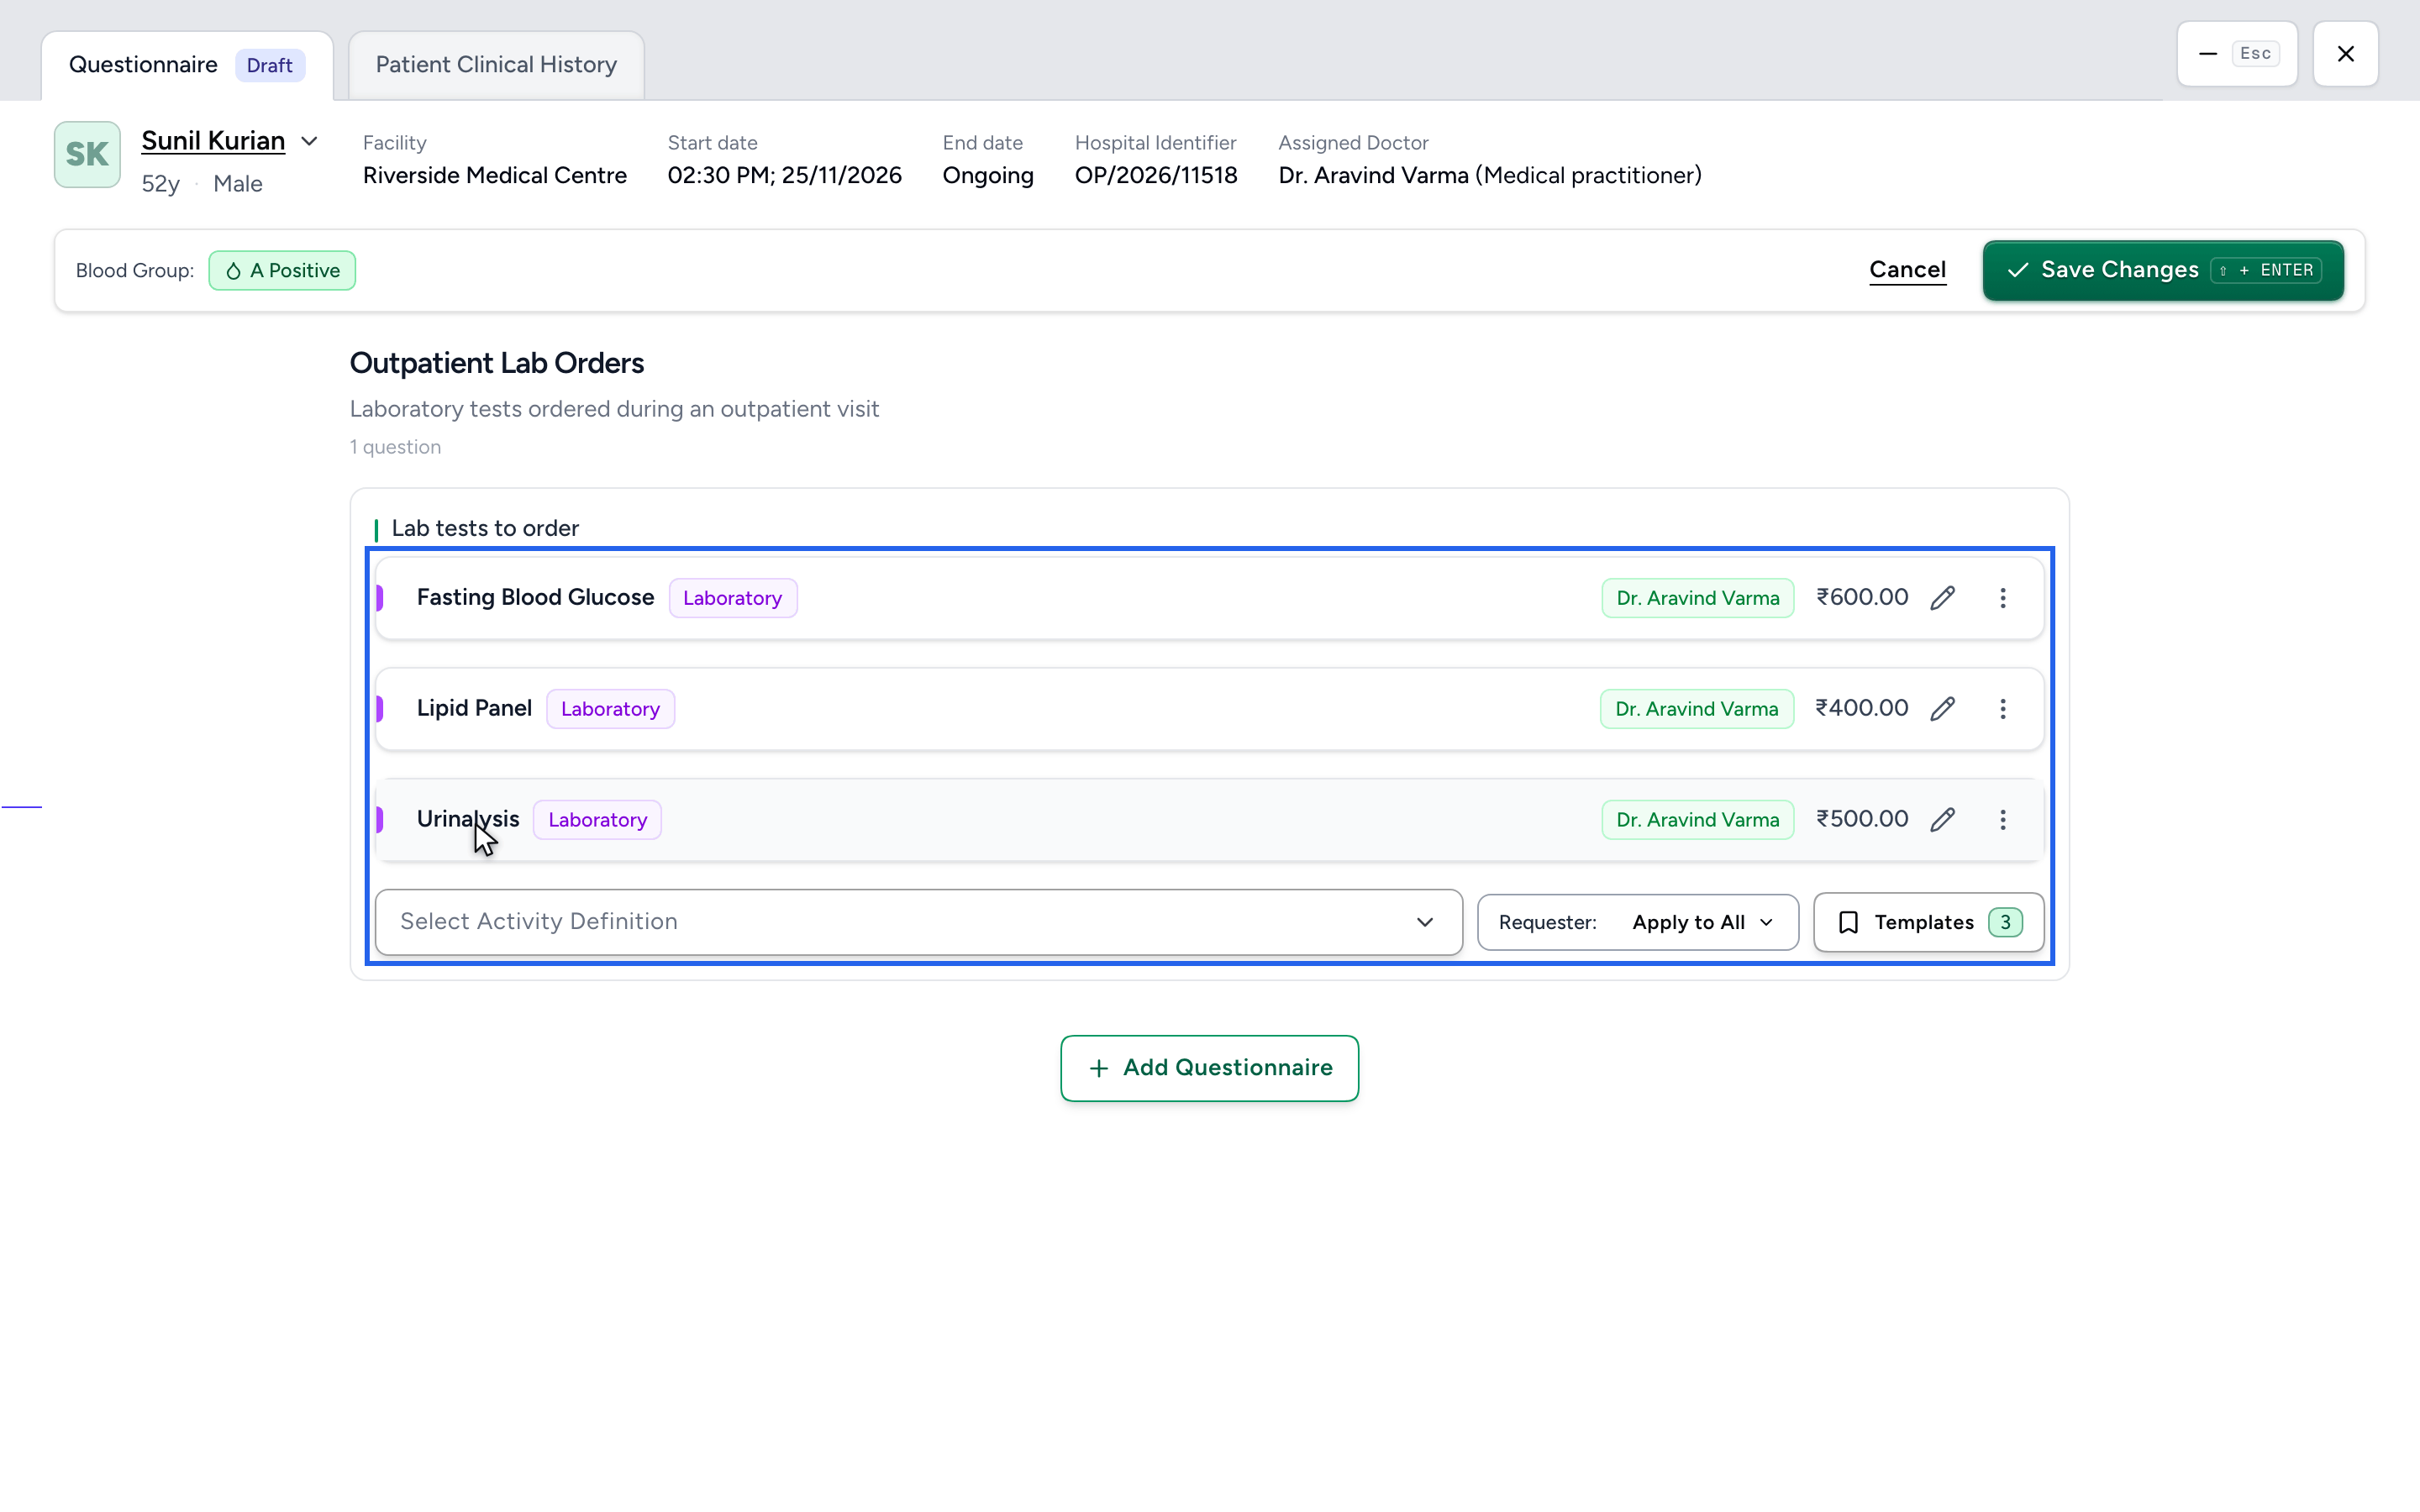 Questionnaire Draft Patient Clinical History Esc
SK Sunil Kurian
52y · Male
Facility
Riverside Medical Centre
Start date
02:30 PM; 25/11/2026
End date
Ongoing
Hospital Identifier
OP/2026/11518
Assigned Doctor
Dr. Aravind Varma (Medical practitioner)
Blood Group: A Positive Cancel Save Changes ⇧ + ENTER
Outpatient Lab Orders
Laboratory tests ordered during an outpatient visit
1 question
Lab tests to order
Fasting Blood Glucose Laboratory Dr. Aravind Varma ₹600.00
Lipid Panel Laboratory Dr. Aravind Varma ₹400.00
Urinalysis Laboratory Dr. Aravind Varma ₹500.00
Select Activity Definition Requester: Apply to All Templates 3
+ Add Questionnaire